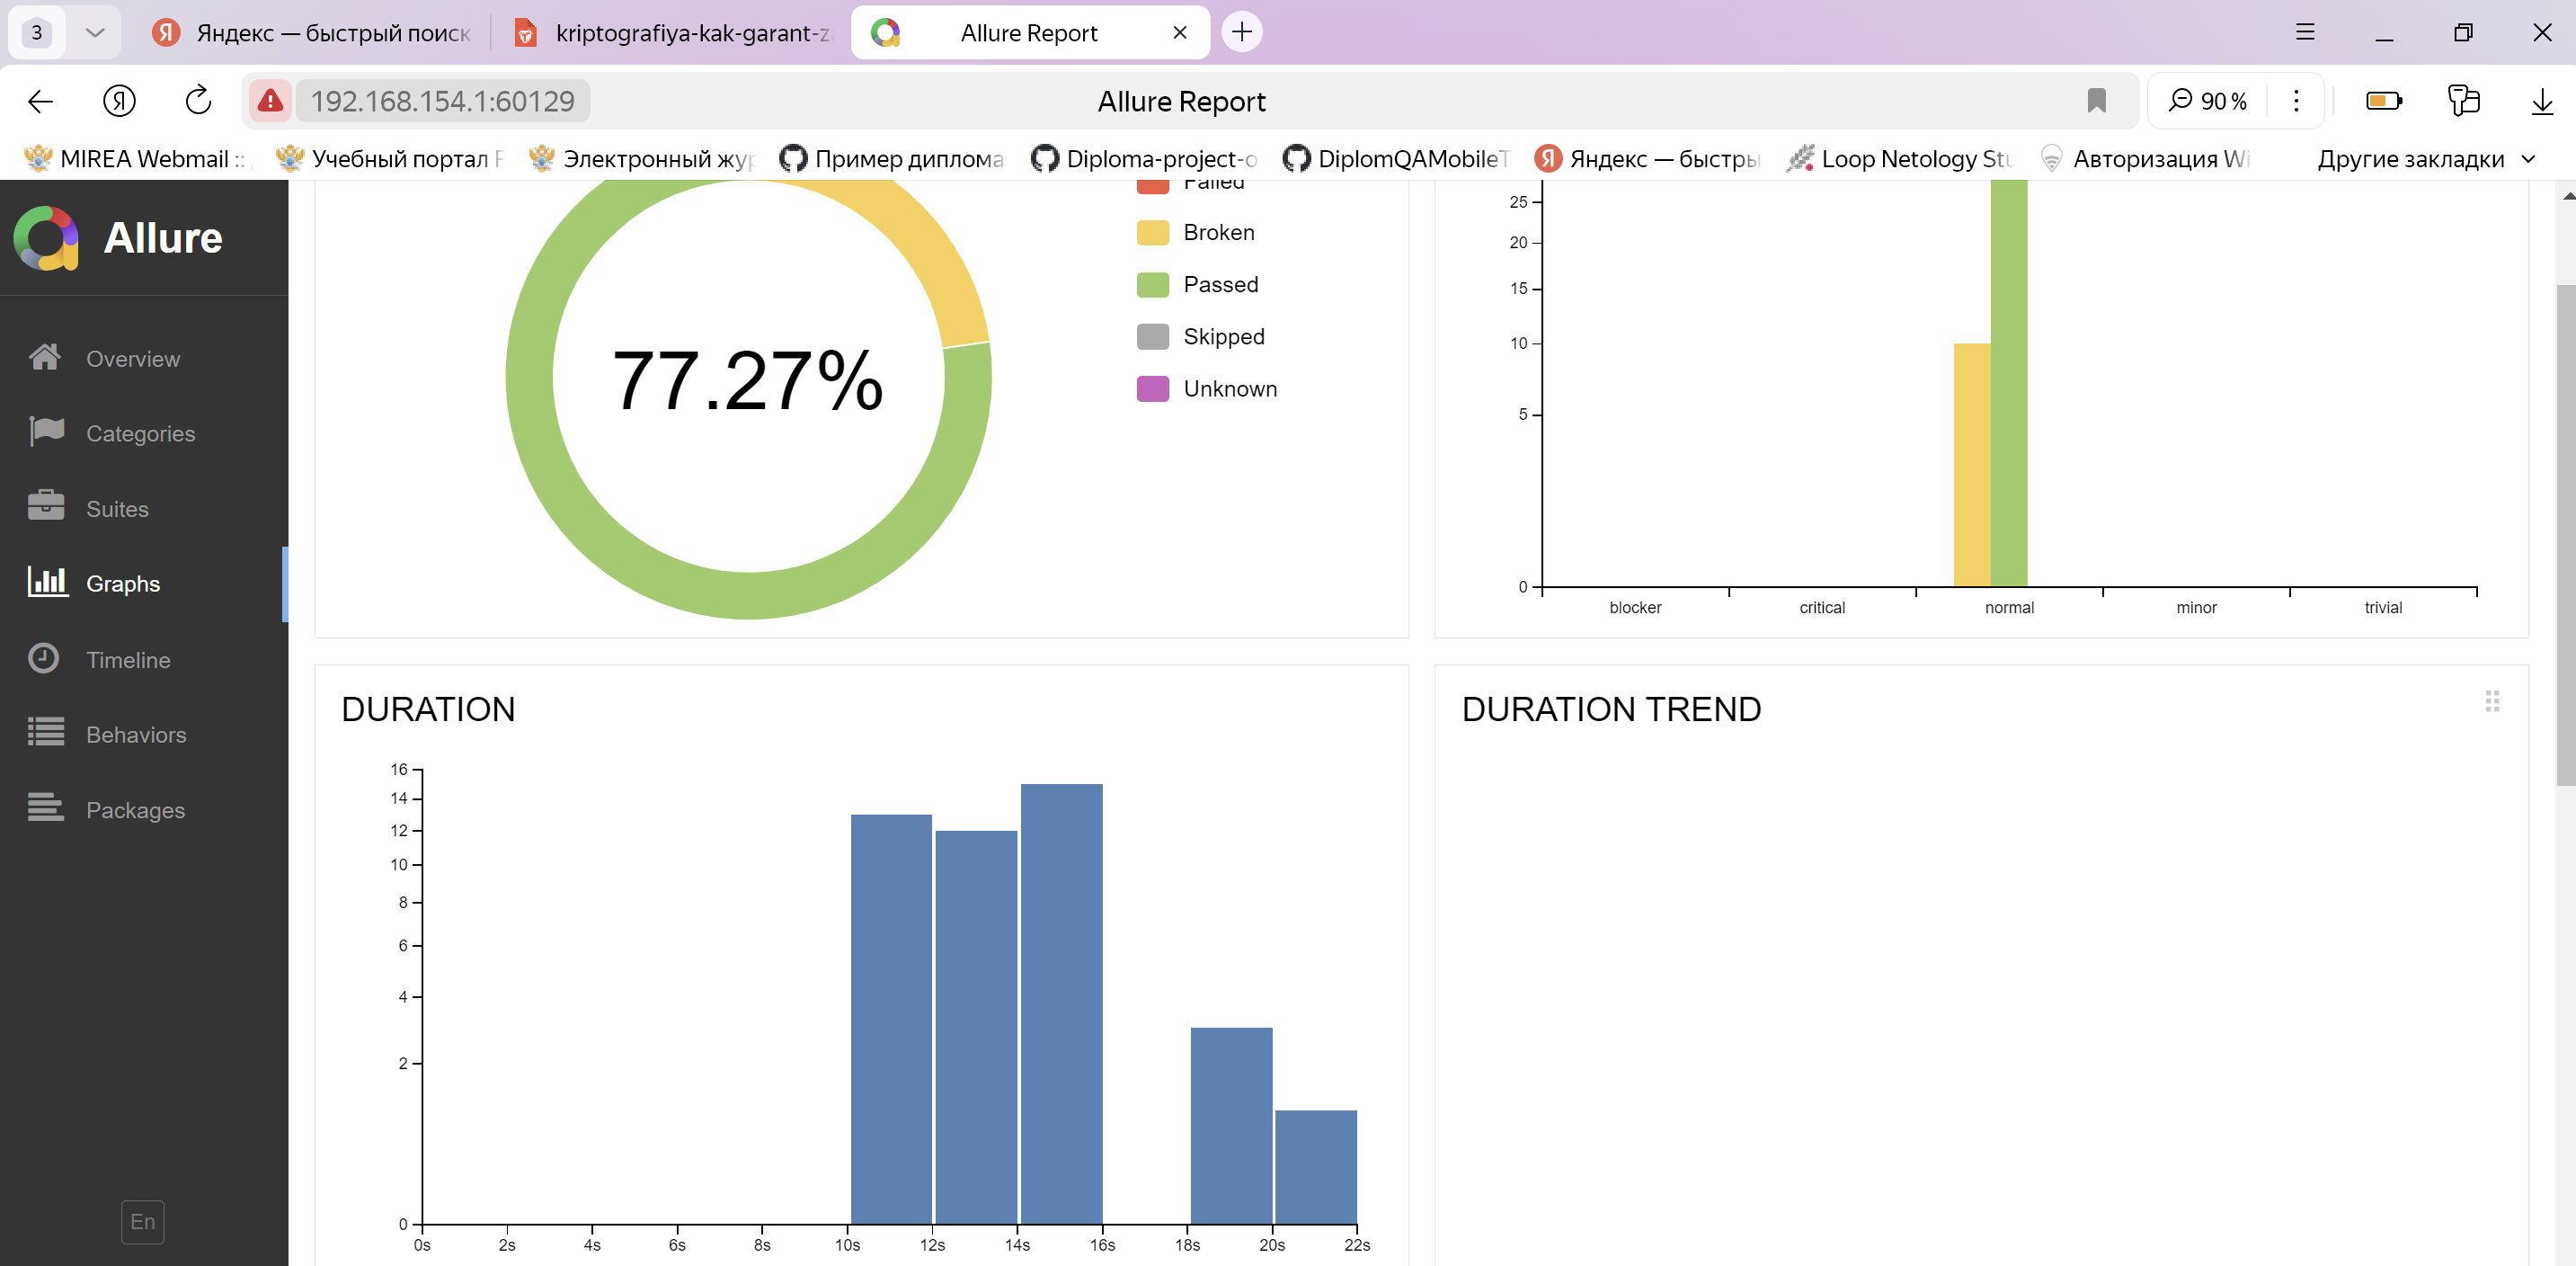 3
Яндекс — быстрый поиск
kriptografiya-kak-garant-za
Allure Report
192.168.154.1:60129
Allure Report
90 %
MIREA Webmail ::
Учебный портал
Электронный жур
Пример диплома
Diploma-project-o
DiplomQAMobileT
Яндекс — быстры
Loop Netology Stu
Авторизация Wi
Другие закладки
Allure
Overview
Categories
Suites
Graphs
Timeline
Behaviors
Packages
En
77.27%
Failed
Broken
Passed
Skipped
Unknown
25
20
15
10
5
0
blocker
critical
normal
minor
trivial
DURATION
16
14
12
10
8
6
4
2
0
0s
2s
4s
6s
8s
10s
12s
14s
16s
18s
20s
22s
DURATION TREND